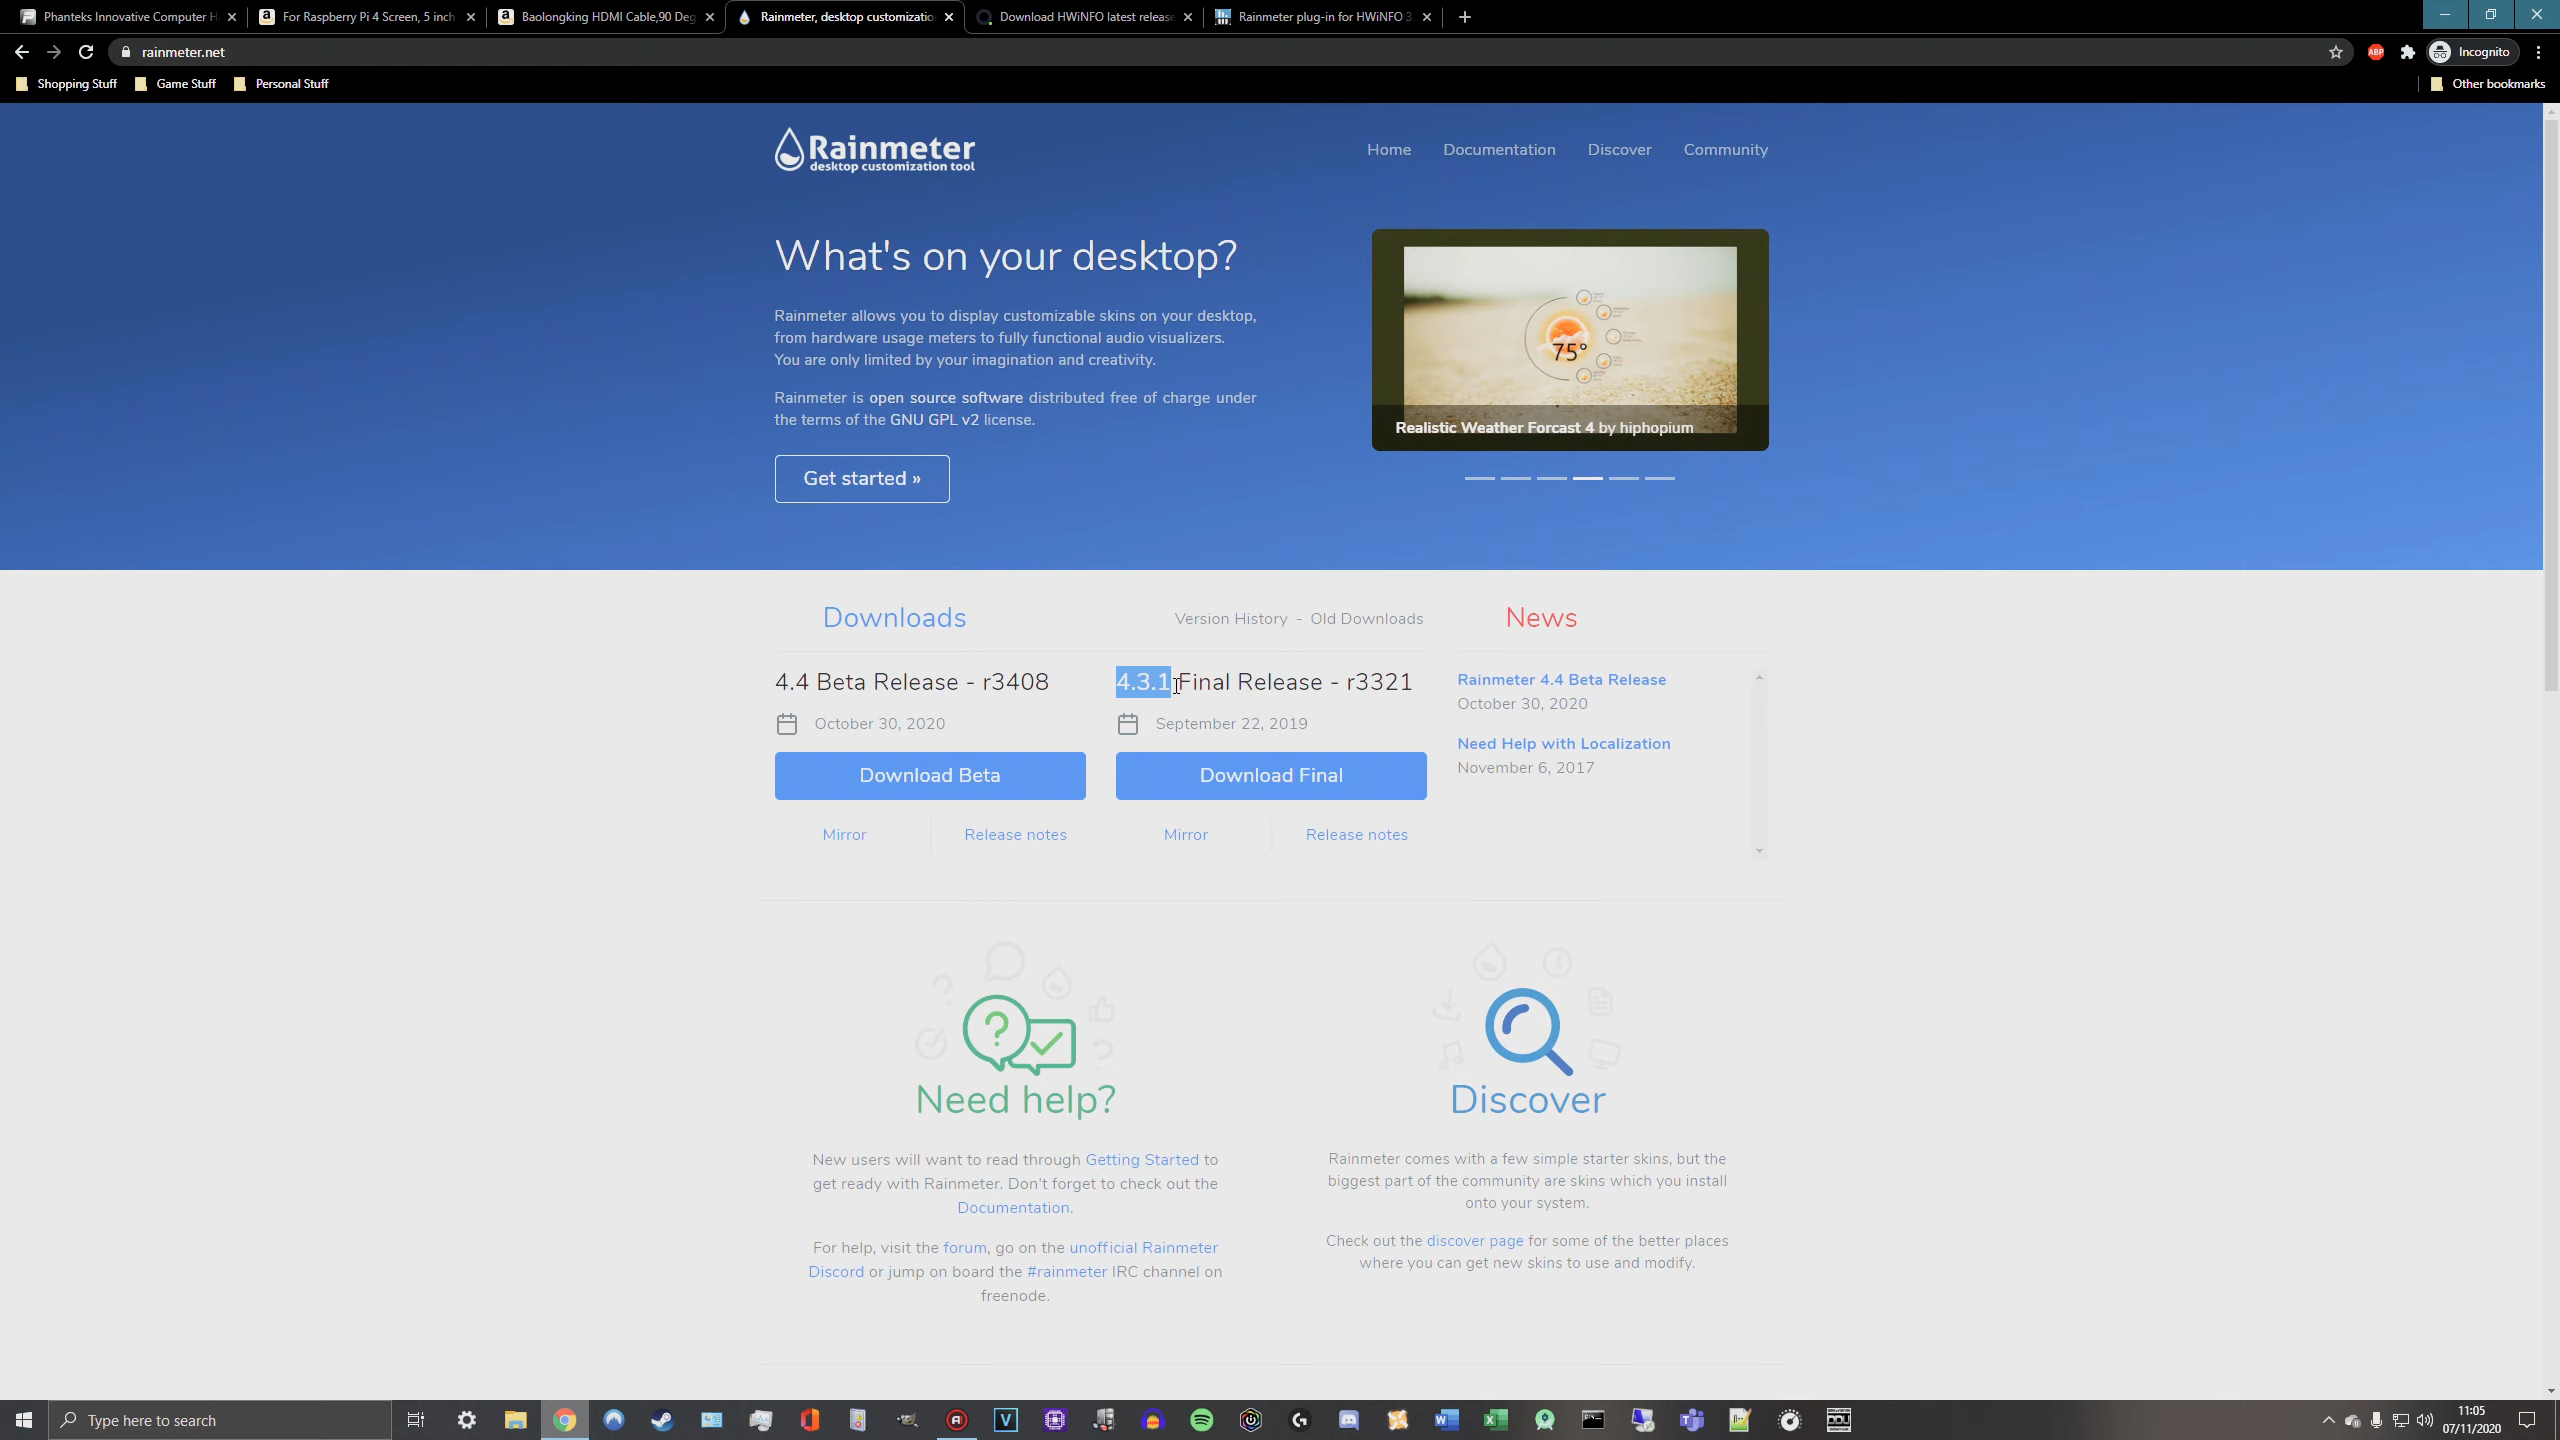 Phanteks Innovative Computer H
For Raspberry Pi 4 Screen, 5 inch
Baolongking HDMI Cable,90 Deg
Rainmeter, desktop customizatio
Download HWiNFO latest release
Rainmeter plug-in for HWiNFO 3
rainmeter.net
ABP
Incognito
Shopping Stuff
Game Stuff
Personal Stuff
Other bookmarks
Rainmeter
desktop customization tool
Home
Documentation
Discover
Community
What's on your desktop?
Rainmeter allows you to display customizable skins on your desktop,
from hardware usage meters to fully functional audio visualizers.
You are only limited by your imagination and creativity.
Rainmeter is open source software distributed free of charge under
the terms of the GNU GPL v2 license.
Get started »
75°
Realistic Weather Forcast 4 by hiphopium
Downloads
Version History - Old Downloads
News
4.4 Beta Release - r3408
4.3.1 Final Release - r3321
October 30, 2020
September 22, 2019
Download Beta
Download Final
Mirror
Release notes
Mirror
Release notes
Rainmeter 4.4 Beta Release
October 30, 2020
Need Help with Localization
November 6, 2017
Need help?
Discover
New users will want to read through Getting Started to
get ready with Rainmeter. Don't forget to check out the
Documentation.
For help, visit the forum, go on the unofficial Rainmeter
Discord or jump on board the #rainmeter IRC channel on
freenode.
Rainmeter comes with a few simple starter skins, but the
biggest part of the community are skins which you install
onto your system.
Check out the discover page for some of the better places
where you can get new skins to use and modify.
Type here to search
DDU
11:05
07/11/2020